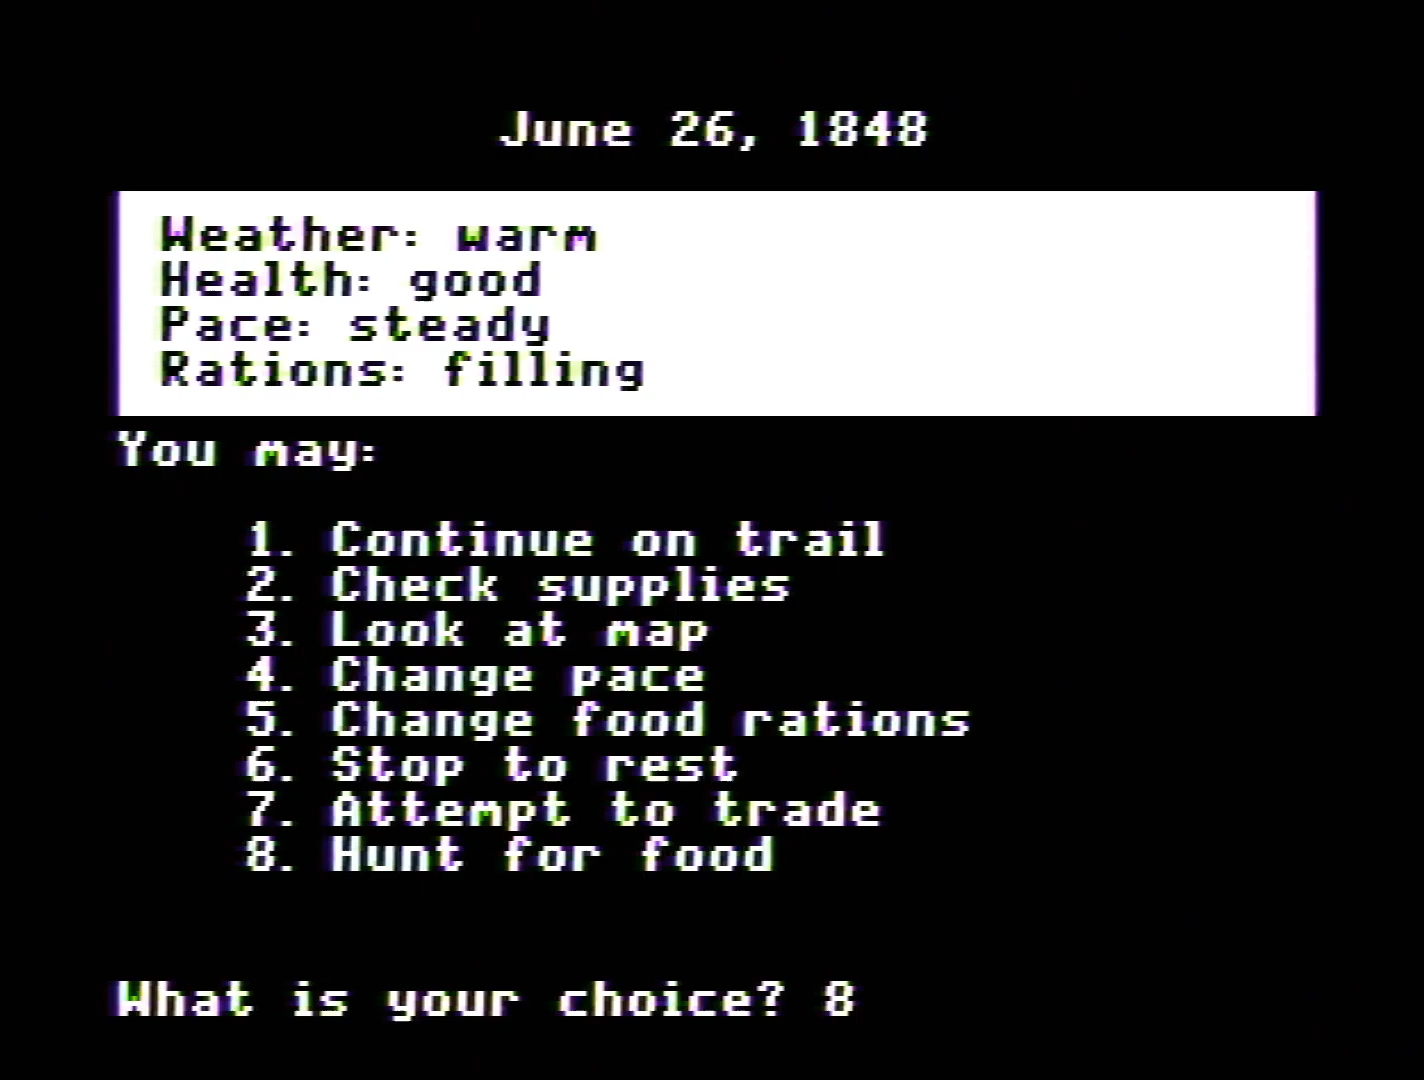 June 26, 1848
Weather: warm
Health: good
Pace: steady
Rations: filling
You may:
1. Continue on trail
2. Check supplies
3. Look at map
4. Change pace
5. Change food rations
6. Stop to rest
7. Attempt to trade
8. Hunt for food
What is your choice? 8